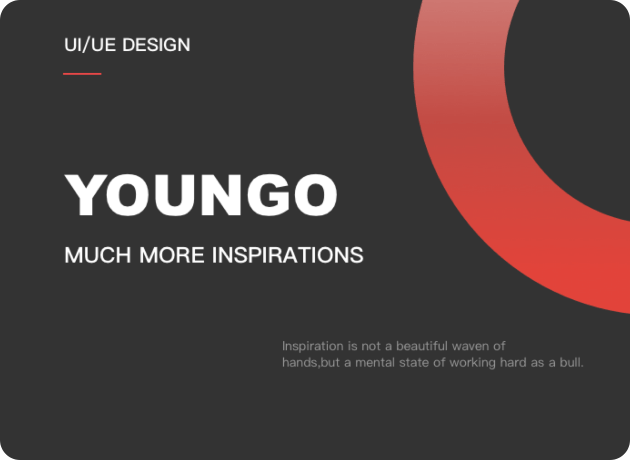 UI/UE DESIGN
YOUNGO
MUCH MORE INSPIRATIONS
Inspiration is not a beautiful waven of
hands,but a mental state of working hard as a bull.